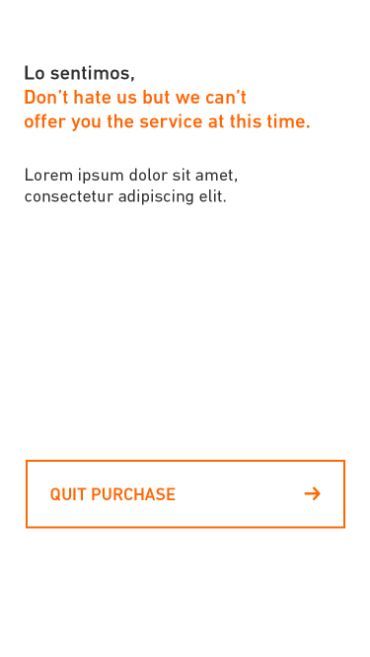 Lo sentimos,
Don't hate us but we can't
offer you the service at this time.
Lorem ipsum dolor sit amet,
consectetur adipiscing elit.
QUIT PURCHASE →